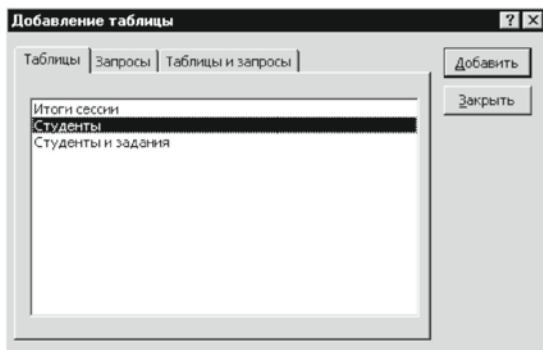 Добавление таблицы
Таблицы Запросы Таблицы и запросы
Добавить
Закрыть
Итоги сессии
Студенты
Студенты и задания